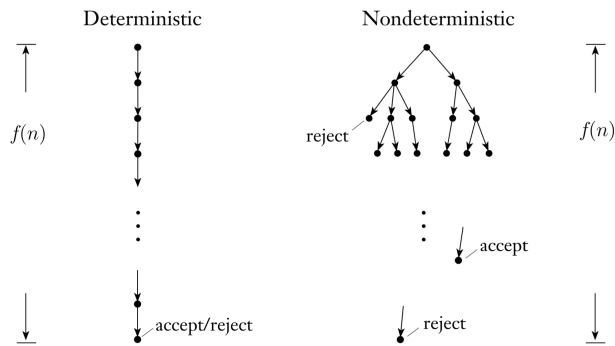 Deterministic
Nondeterministic
f(n)
reject
f(n)
accept
accept/reject
reject